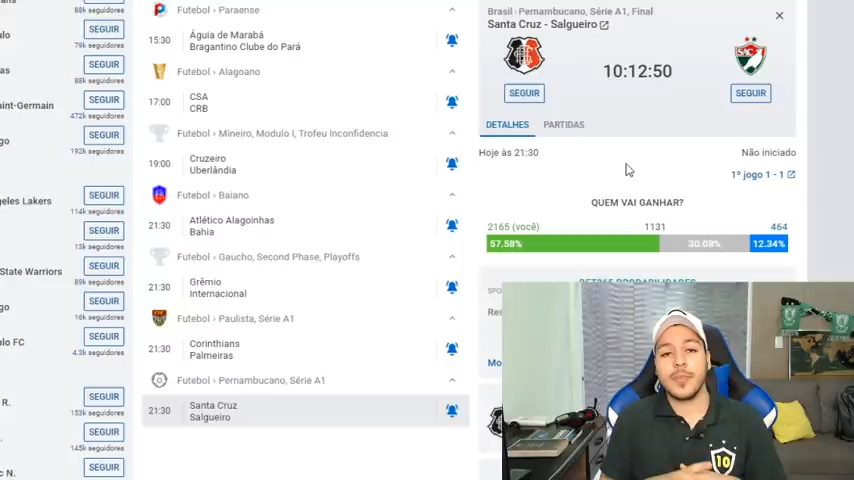 88k seguidores
SEGUIR
79k seguidores
SEGUIR
88k seguidores
SEGUIR
472k seguidores
SEGUIR
192k seguidores
SEGUIR
114k seguidores
SEGUIR
13k seguidores
State Warriors
SEGUIR
89k seguidores
SEGUIR
16k seguidores
SEGUIR
4.3k seguidores
SEGUIR
153k seguidores
SEGUIR
145k seguidores
SEGUIR
Futebol › Paraense
15:30
Águia de Marabá
Bragantino Clube do Pará
Futebol › Alagoano
17:00
CSA
CRB
Futebol › Mineiro, Modulo I, Trofeu Inconfidencia
19:00
Cruzeiro
Uberlândia
Futebol › Baiano
21:30
Atlético Alagoinhas
Bahia
Futebol › Gaucho, Second Phase, Playoffs
21:30
Grêmio
Internacional
Futebol › Paulista, Série A1
21:30
Corinthians
Palmeiras
Futebol › Pernambucano, Série A1
21:30
Santa Cruz
Salgueiro
Brasil › Pernambucano, Série A1, Final
Santa Cruz - Salgueiro
10:12:50
SEGUIR
SEGUIR
DETALHES PARTIDAS
Hoje às 21:30 Não iniciado
1º jogo 1 - 1
QUEM VAI GANHAR?
2165 (você) 1131 464
57.58% 30.08% 12.34%
10